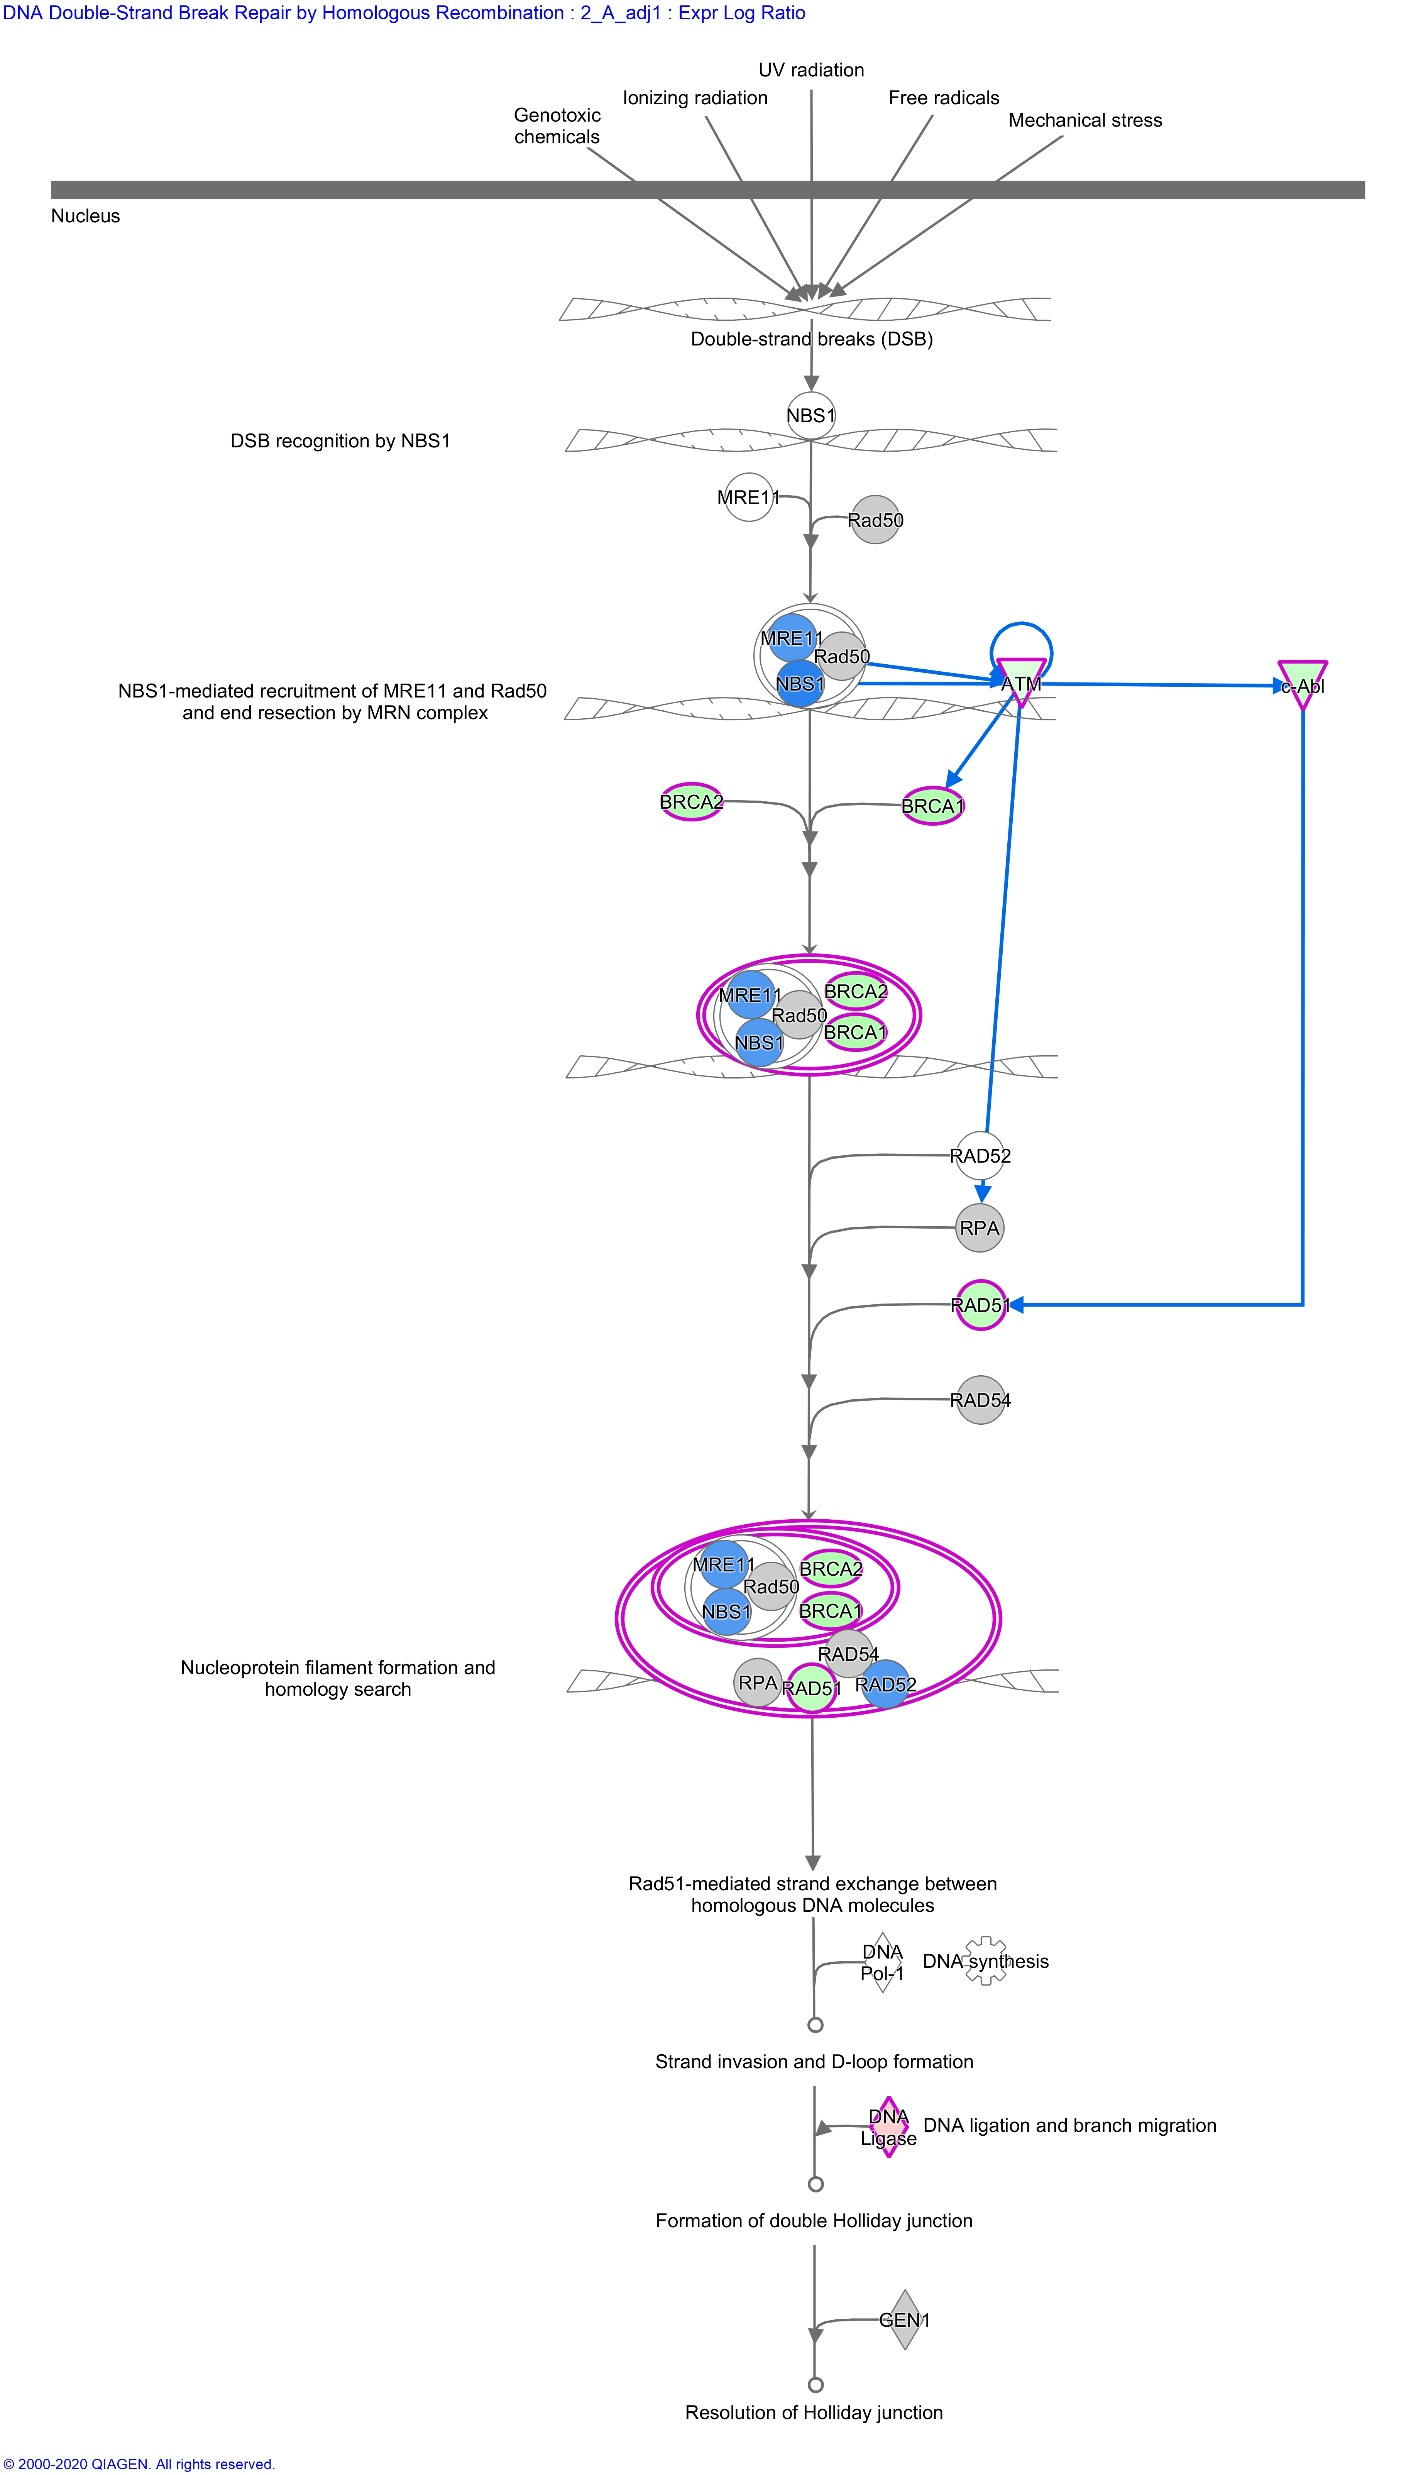 DNA Double-Strand Break Repair by Homologous Recombination : 2_A_adj1 : Expr Log Ratio
UV radiation
Ionizing radiation
Free radicals
Genotoxic
chemicals
Mechanical stress
Nucleus
Double-strand breaks (DSB)
NBS1
DSB recognition by NBS1
MRE11
Rad50
MRE11
Rad50
NBS1
ATM
c-Abl
NBS1-mediated recruitment of MRE11 and Rad50
and end resection by MRN complex
BRCA2
BRCA1
MRE11
BRCA2
Rad50
BRCA1
NBS1
RAD52
RPA
RAD51
RAD54
MRE11
BRCA2
Rad50
NBS1
BRCA1
RAD54
RPA
RAD51
RAD52
Nucleoprotein filament formation and
homology search
Rad51-mediated strand exchange between
homologous DNA molecules
DNA
Pol-1
DNA synthesis
Strand invasion and D-loop formation
DNA
Ligase
DNA ligation and branch migration
Formation of double Holliday junction
GEN1
Resolution of Holliday junction
© 2000-2020 QIAGEN. All rights reserved.